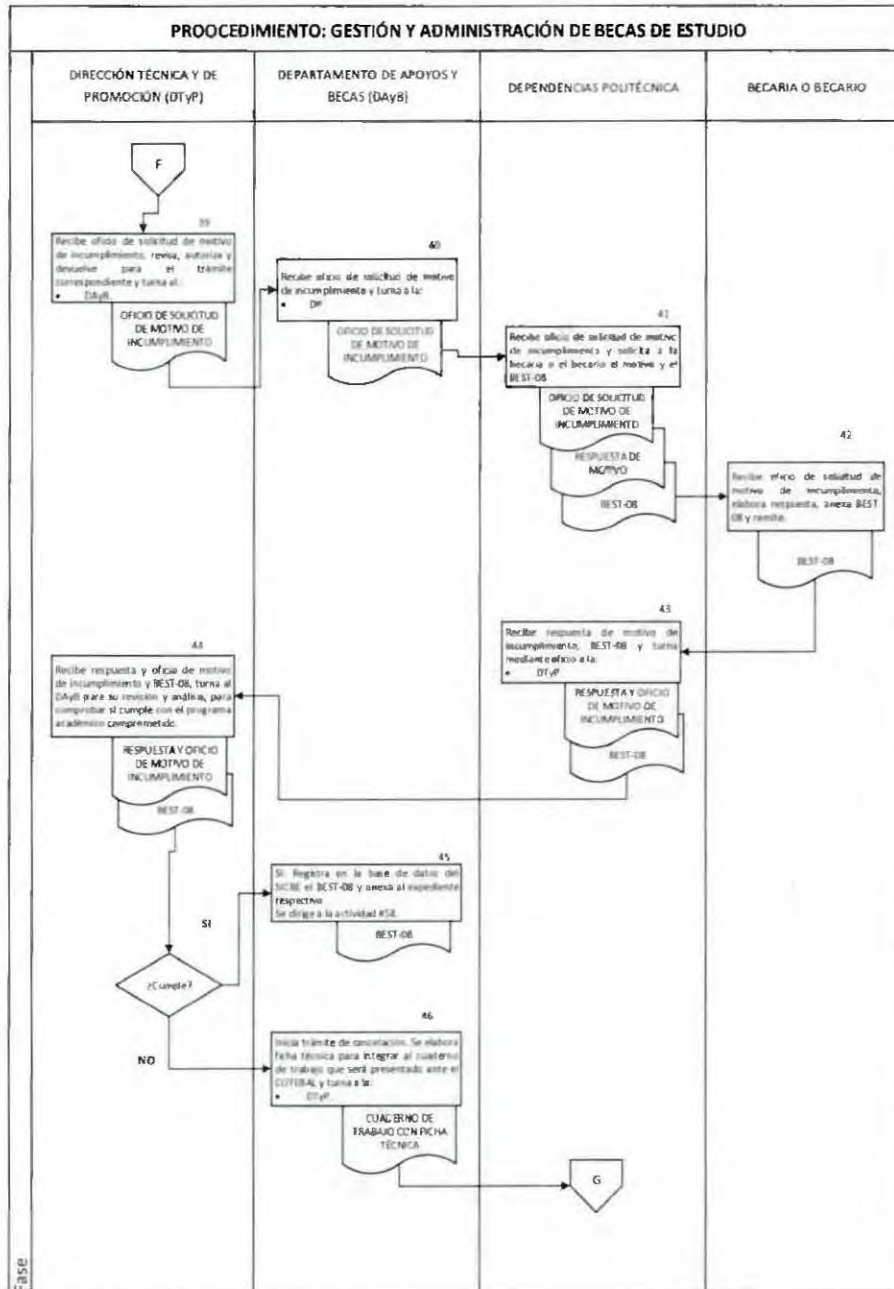 PROOCEDIMIENTO: GESTIÓN Y ADMINISTRACIÓN DE BECAS DE ESTUDIO
DIRECCIÓN TÉCNICA Y DE
PROMOCIÓN (DTyP)
DEPARTAMENTO DE APOYOS Y
BECAS (DAyB)
DEPENDENCIAS POLITÉCNICA
BECARIA O BECARIO
F
39
Recibe oficio de solicitud de motivo
de incumplimiento, revisa, autoriza y
devuelve para el trámite
correspondiente y turna al:
• DAyB
OFICIO DE SOLICITUD
DE MOTIVO DE
INCUMPLIMIENTO
40
Recibe oficio de solicitud de motivo
de incumplimiento y turna a la:
• DP
OFICIO DE SOLICITUD
DE MOTIVO DE
INCUMPLIMIENTO
41
Recibe oficio de solicitud de motivo
de incumplimiento y solicita a la
becaria o el becario el motivo y el
BEST-08
OFICIO DE SOLICITUD
DE MOTIVO DE
INCUMPLIMIENTO
RESPUESTA DE
MOTIVO
BEST-08
42
Recibe oficio de solicitud de
motivo de incumplimiento,
elabora respuesta, anexa BEST
08 y remite.
BEST-08
43
Recibe respuesta de motivo de
incumplimiento, BEST-08 y turna
mediante oficio a la:
• DTyP
RESPUESTA Y OFICIO
DE MOTIVO DE
INCUMPLIMIENTO
BEST-08
44
Recibe respuesta y oficio de motivo
de incumplimiento y BEST-08, turna al
DAyB para su revisión y análisis, para
comprobar si cumple con el programa
académico comprometido.
RESPUESTA Y OFICIO
DE MOTIVO DE
INCUMPLIMIENTO
BEST-08
45
SI. Registra en la base de datos del
SICBE el BEST-08 y anexa al expediente
respectivo
Se dirige a la actividad #58.
BEST-08
SI
¿Cumple?
NO
46
Inicia trámite de cancelación. Se elabora
ficha técnica para integrar al cuaderno
de trabajo que será presentado ante el
COTEBAL y turna a la:
• DTyP
CUADERNO DE
TRABAJO CON FICHA
TÉCNICA
G
Fase